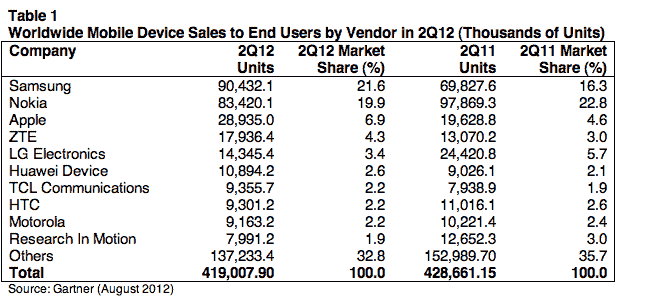 Table 1
Worldwide Mobile Device Sales to End Users by Vendor in 2Q12 (Thousands of Units)
Company 2Q12 2Q12 Market 2Q11 2Q11 Market
Units Share (%) Units Share (%)
Samsung 90,432.1 21.6 69,827.6 16.3
Nokia 83,420.1 19.9 97,869.3 22.8
Apple 28,935.0 6.9 19,628.8 4.6
ZTE 17,936.4 4.3 13,070.2 3.0
LG Electronics 14,345.4 3.4 24,420.8 5.7
Huawei Device 10,894.2 2.6 9,026.1 2.1
TCL Communications 9,355.7 2.2 7,938.9 1.9
HTC 9,301.2 2.2 11,016.1 2.6
Motorola 9,163.2 2.2 10,221.4 2.4
Research In Motion 7,991.2 1.9 12,652.3 3.0
Others 137,233.4 32.8 152,989.70 35.7
Total 419,007.90 100.0 428,661.15 100.0
Source: Gartner (August 2012)